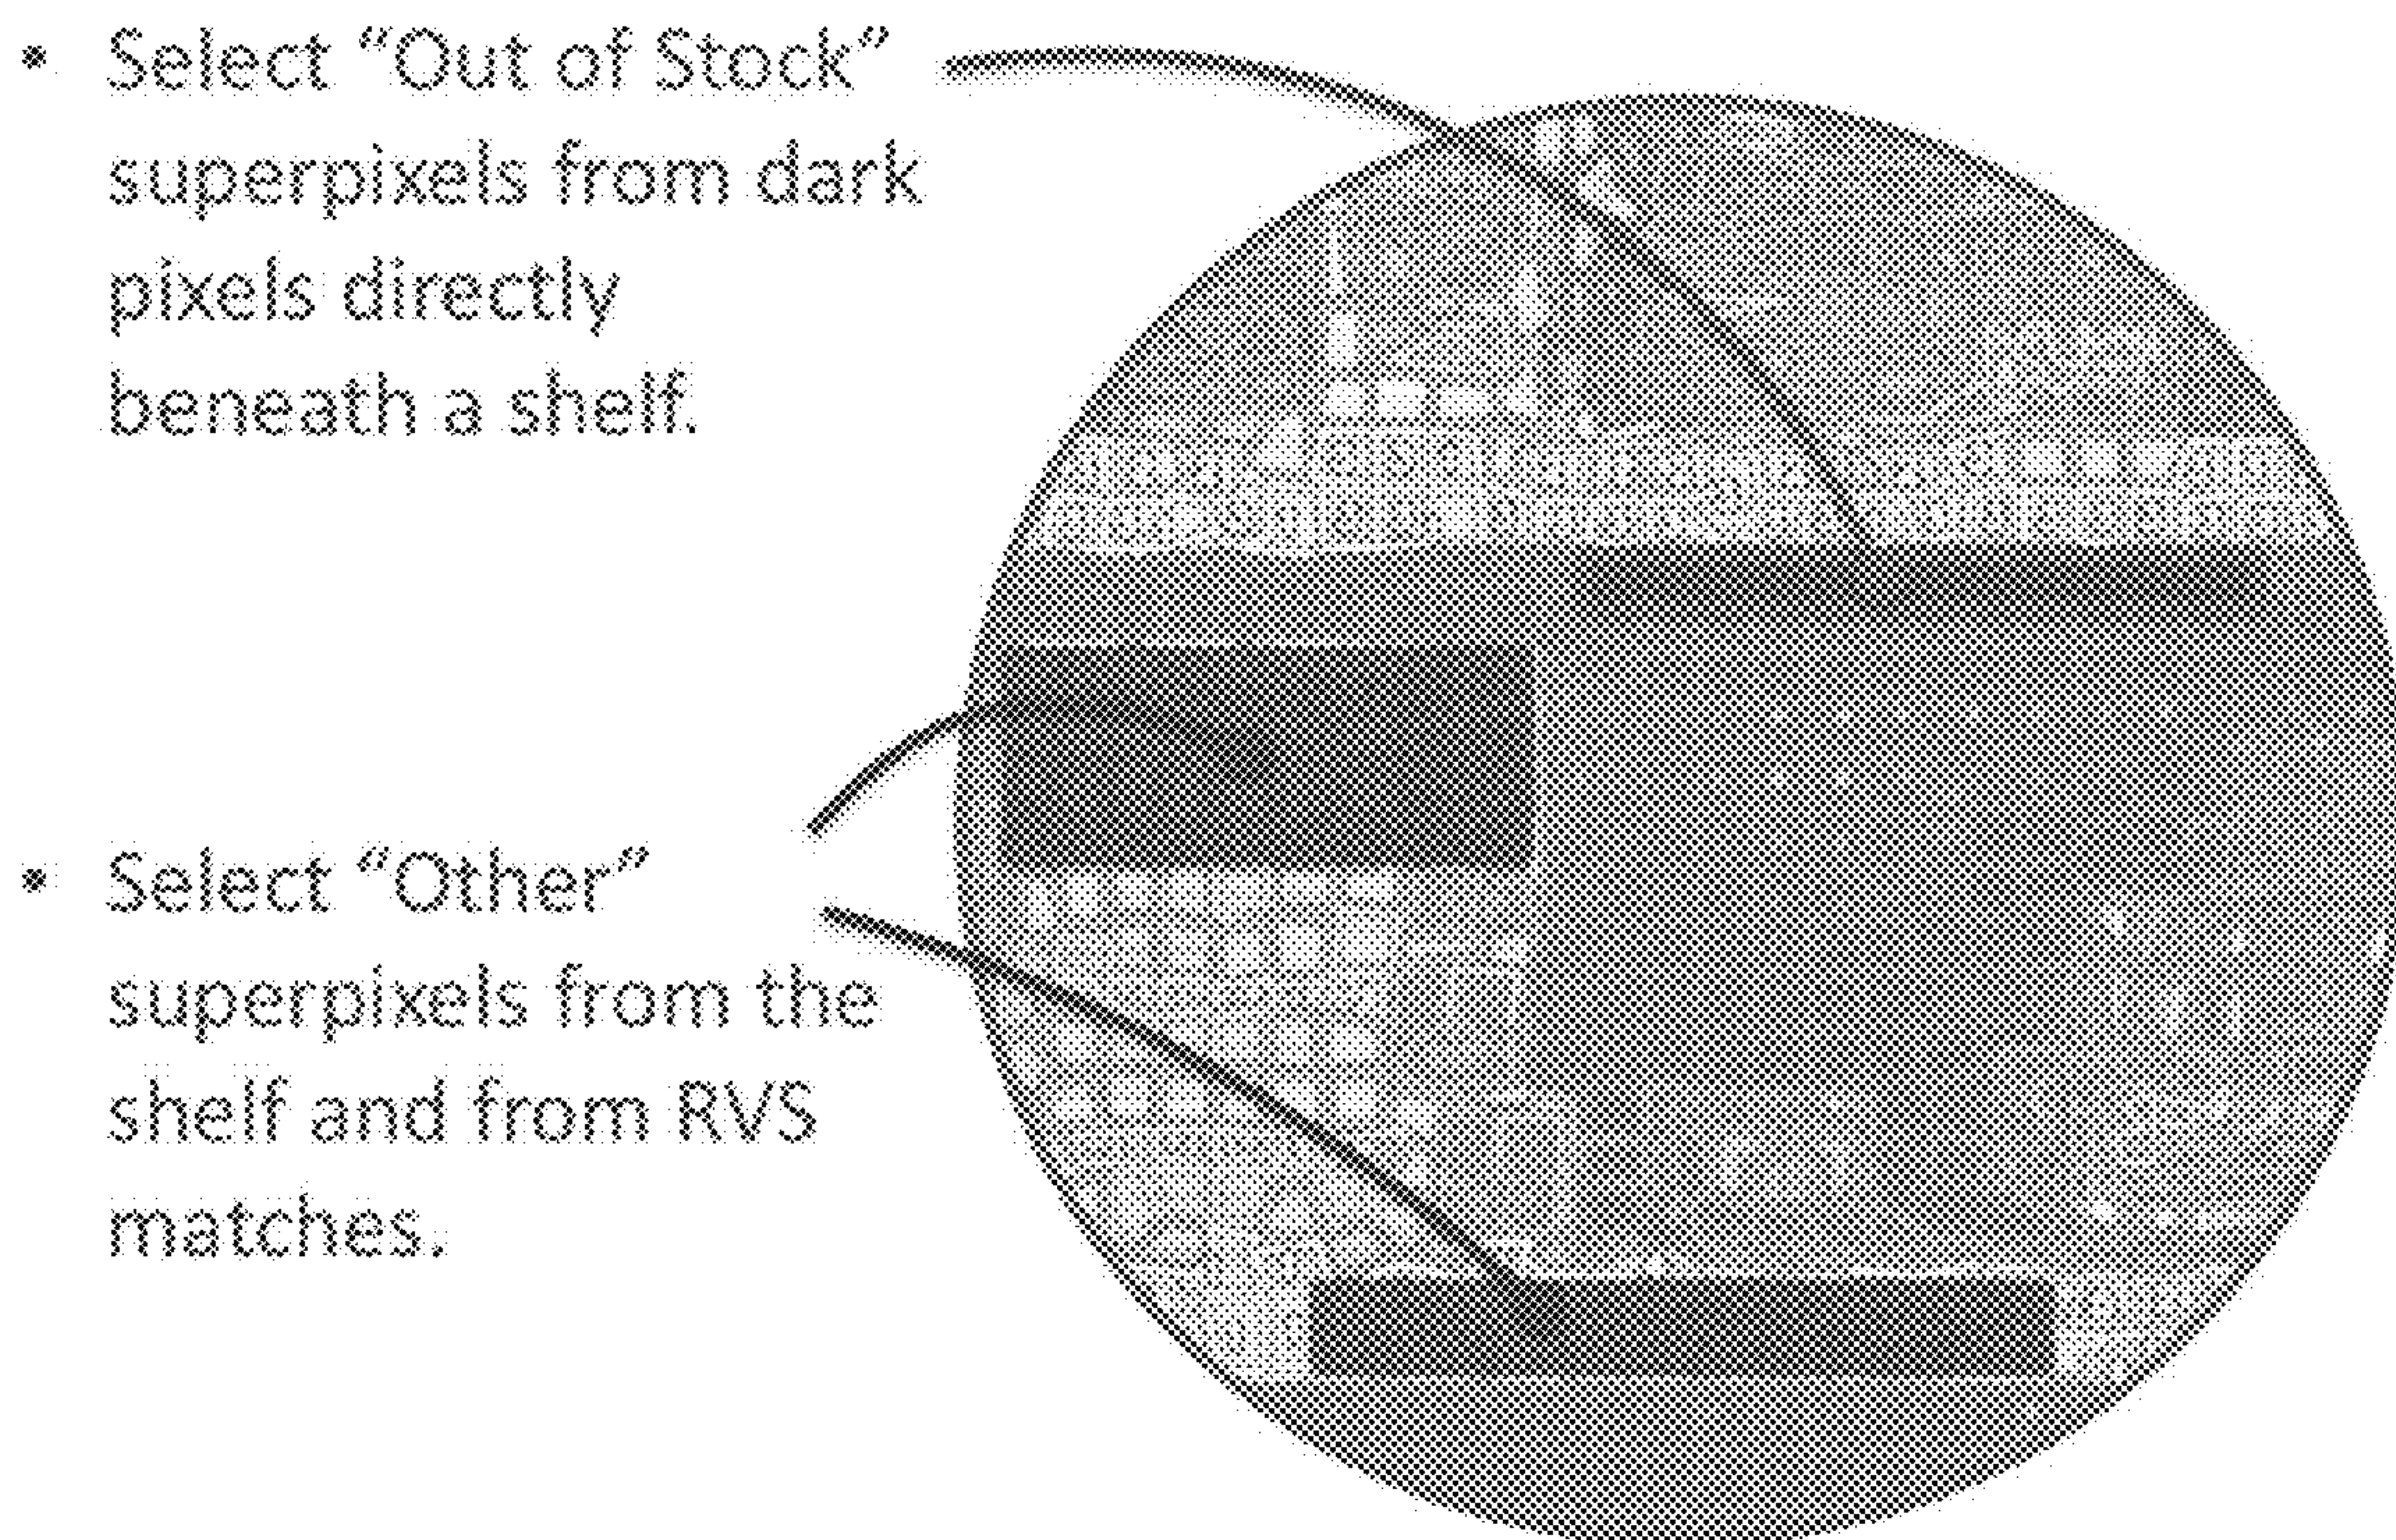 • Select “Out of Stock”
superpixels from dark
pixels directly
beneath a shelf.
• Select “Other”
superpixels from the
shelf and from RVS
matches.